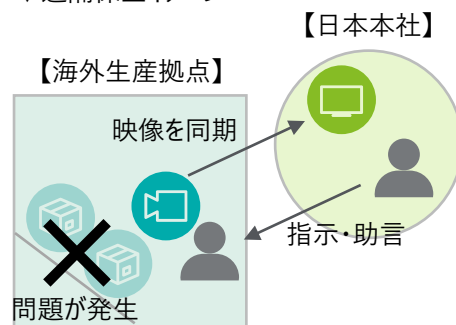 【日本本社】
【海外生産拠点】
映像を同期
指示・助言
問題が発生